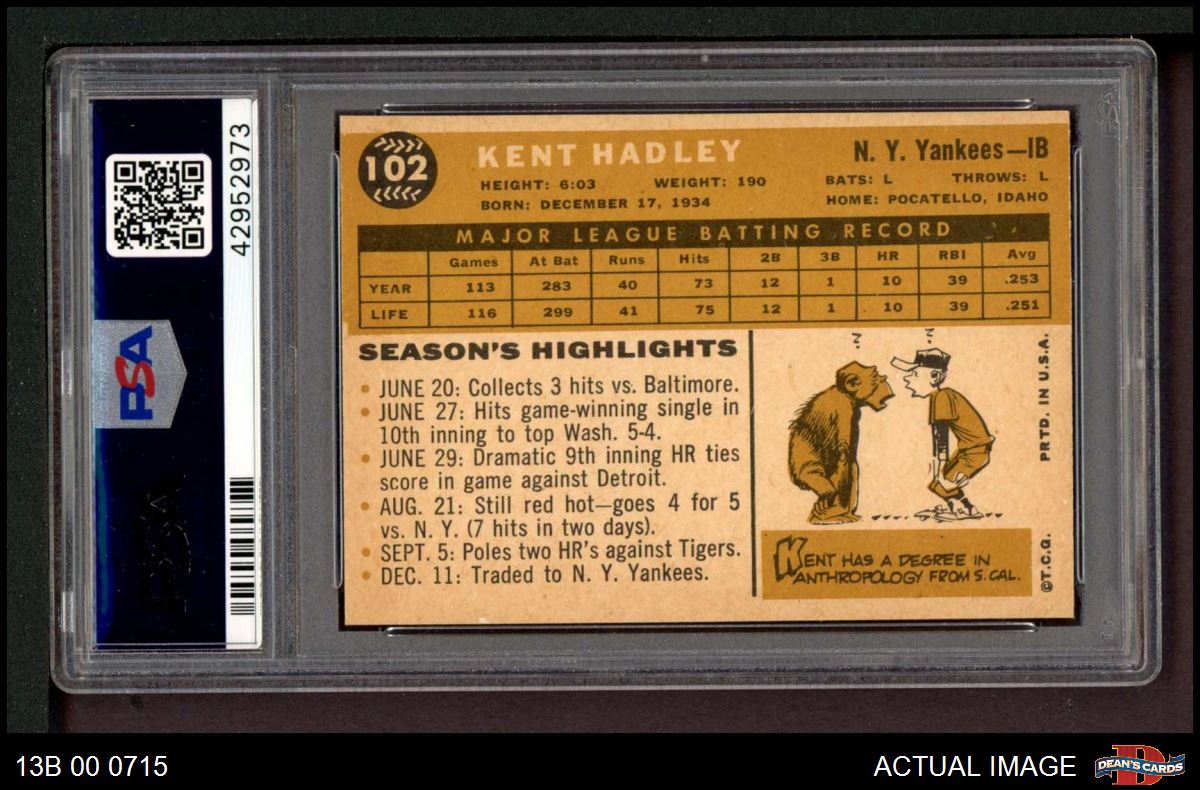 PSA
42952973
102
KENT HADLEY
N. Y. Yankees—1B
HEIGHT: 6:03 WEIGHT: 190 BATS: L THROWS: L
BORN: DECEMBER 17, 1934 HOME: POCATELLO, IDAHO
MAJOR LEAGUE BATTING RECORD
Games At Bat Runs Hits 2B 3B HR RBI Avg
YEAR 113 283 40 73 12 1 10 39 .253
LIFE 116 299 41 75 12 1 10 39 .251
SEASON'S HIGHLIGHTS
• JUNE 20: Collects 3 hits vs. Baltimore.
• JUNE 27: Hits game-winning single in
10th inning to top Wash. 5-4.
• JUNE 29: Dramatic 9th inning HR ties
score in game against Detroit.
• AUG. 21: Still red hot—goes 4 for 5
vs. N. Y. (7 hits in two days).
• SEPT. 5: Poles two HR's against Tigers.
• DEC. 11: Traded to N. Y. Yankees.
? ?
KENT HAS A DEGREE IN
ANTHROPOLOGY FROM S. CAL.
©T.C.G. PRTD. IN U.S.A.
13B 00 0715
ACTUAL IMAGE
DEAN'S CARDS